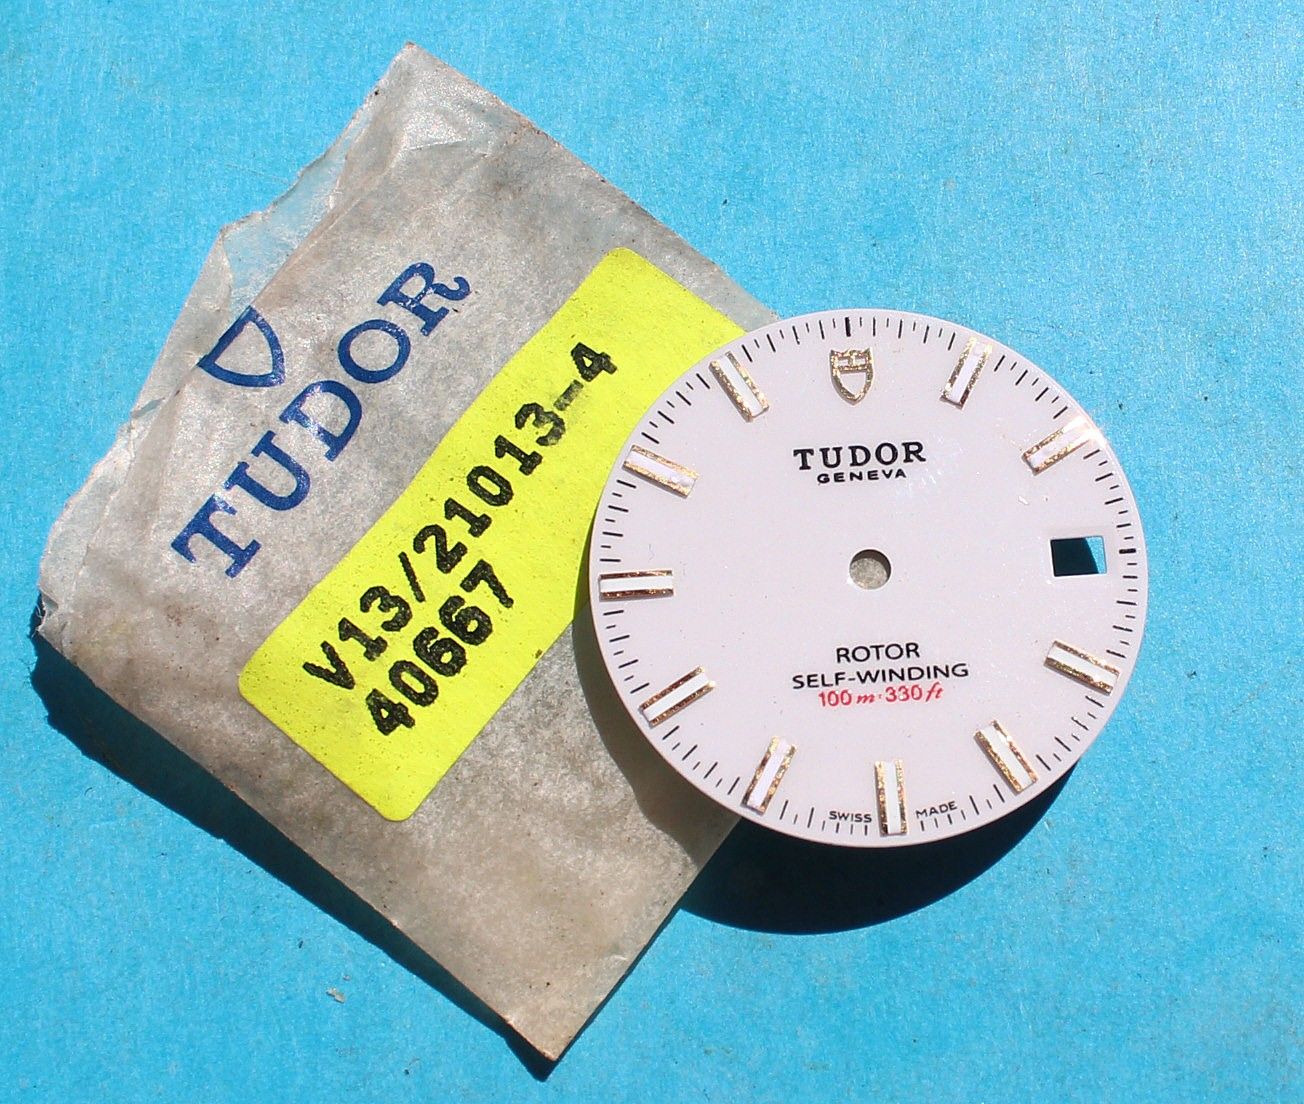 TUDOR
V13/21013-4
40667
TUDOR
GENEVA
ROTOR
SELF-WINDING
100 m:330 ft
SWISS MADE